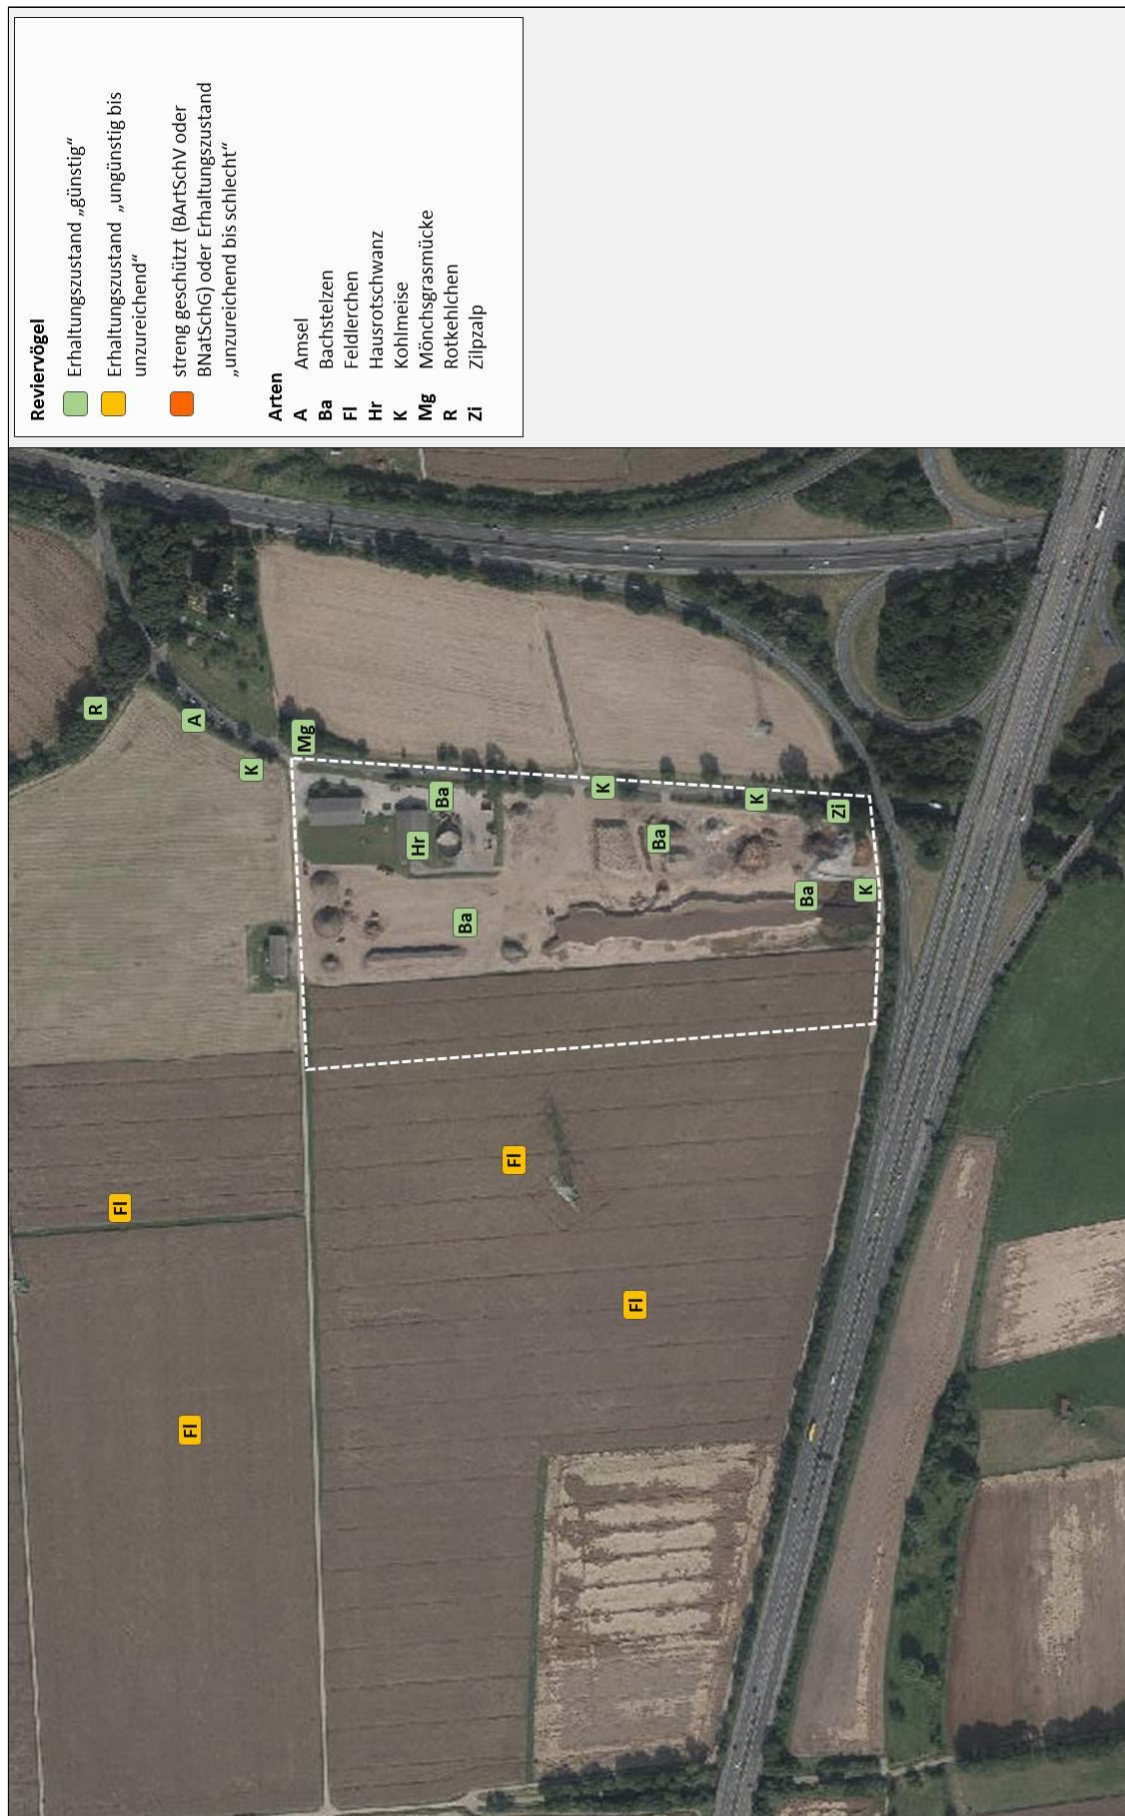 Reviervögel
Erhaltungszustand „günstig“
Erhaltungszustand „ungünstig bis
unzureichend“
streng geschützt (BArtSchV oder
BNatSchG) oder Erhaltungszustand
„unzureichend bis schlecht“
Arten
A Amsel
Ba Bachstelzen
Fl Feldlerchen
Hr Hausrotschwanz
K Kohlmeise
Mg Mönchsgrasmücke
R Rotkehlchen
Zi Zilpzalp
R
A
K
Mg
Ba
Hr
Ba
K
Ba
K
Zi
Ba
K
Fl
Fl
Fl
Fl